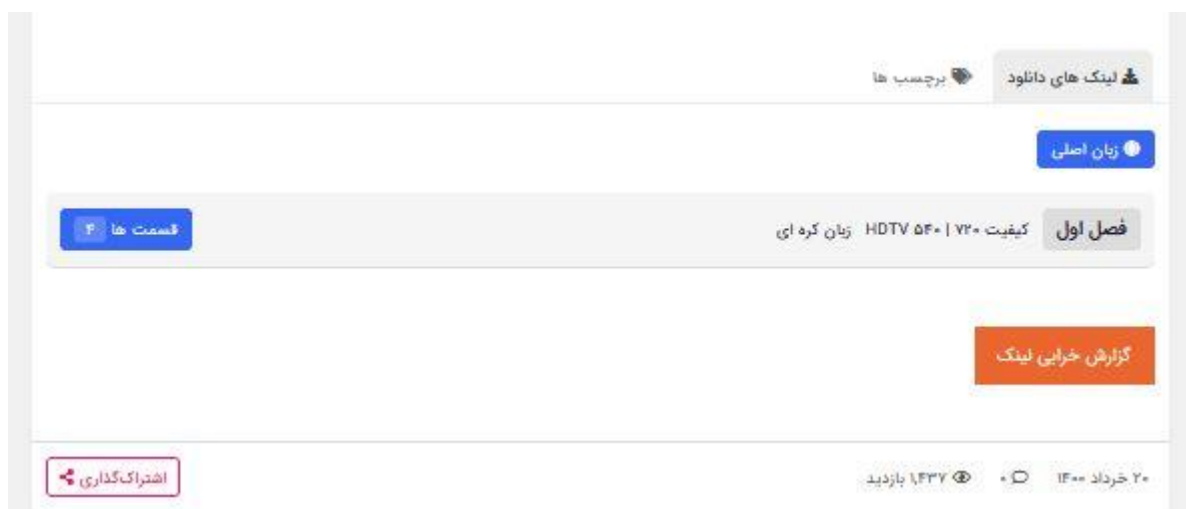 لینک های دانلود برچسب ها
زبان اصلی
فصل اول کیفیت ۷۲۰ | ۵۴۰ HDTV زبان کره ای قسمت ها ۴
گزارش خرابی لینک
۲۰ خرداد ۱۴۰۰ ۰ ۱,۴۳۷ بازدید اشتراک‌گذاری